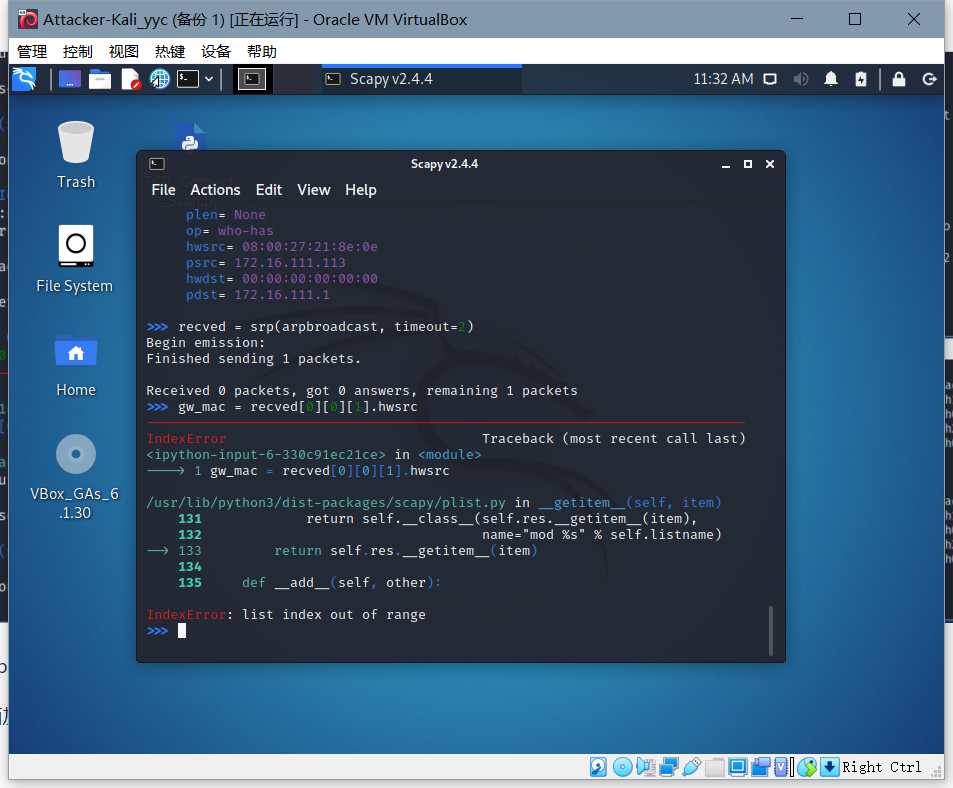 Attacker-Kali_yyc (备份 1) [正在运行] - Oracle VM VirtualBox
管理 控制 视图 热键 设备 帮助
Scapy v2.4.4
11:32 AM
Trash
File System
Home
VBox_GAs_6
.1.30
Scapy v2.4.4
File Actions Edit View Help
plen= None
op= who-has
hwsrc= 08:00:27:21:8e:0e
psrc= 172.16.111.113
hwdst= 00:00:00:00:00:00
pdst= 172.16.111.1
>>> recved = srp(arpbroadcast, timeout=2)
Begin emission:
Finished sending 1 packets.
Received 0 packets, got 0 answers, remaining 1 packets
>>> gw_mac = recved[0][0][1].hwsrc
IndexError Traceback (most recent call last)
<ipython-input-6-330c91ec21ce> in <module>
----> 1 gw_mac = recved[0][0][1].hwsrc
/usr/lib/python3/dist-packages/scapy/plist.py in __getitem__(self, item)
131 return self.__class__(self.res.__getitem__(item),
132 name="mod %s" % self.listname)
--> 133 return self.res.__getitem__(item)
134
135 def __add__(self, other):
IndexError: list index out of range
>>>
Right Ctrl